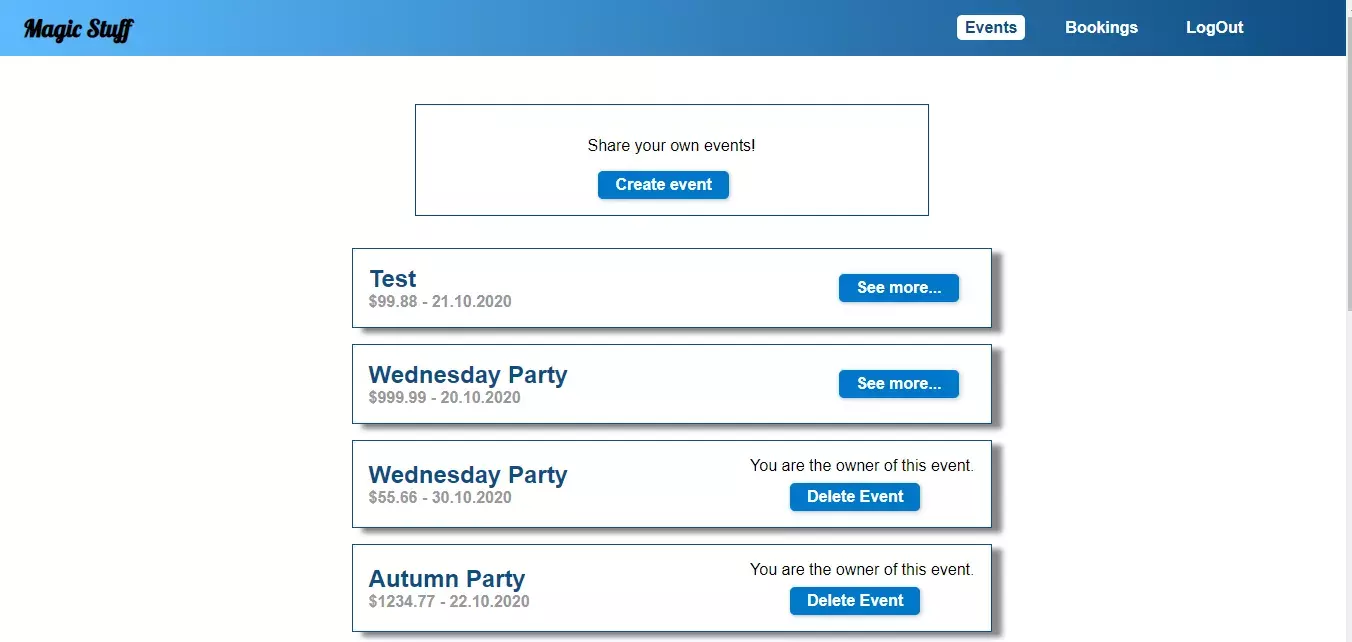 Magic Stuff
Events
Bookings
LogOut
Share your own events!
Create event
Test
$99.88 - 21.10.2020
See more...
Wednesday Party
$999.99 - 20.10.2020
See more...
Wednesday Party
$55.66 - 30.10.2020
You are the owner of this event.
Delete Event
Autumn Party
$1234.77 - 22.10.2020
You are the owner of this event.
Delete Event